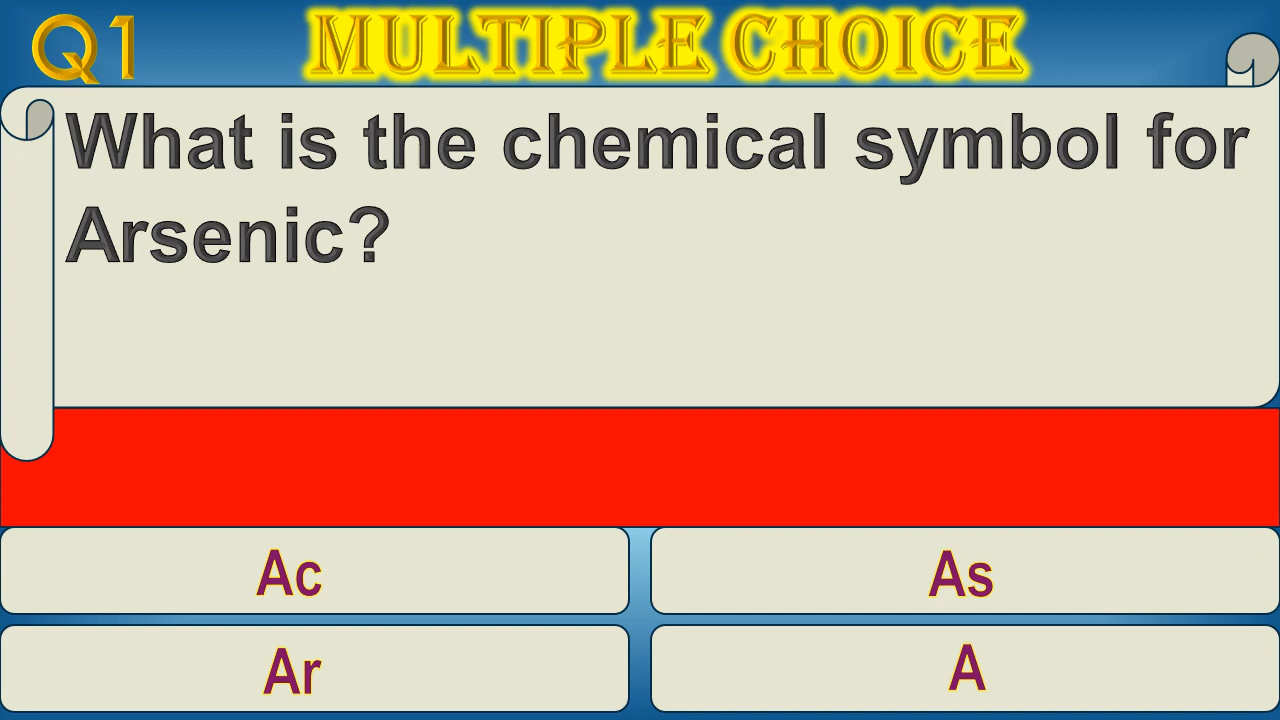 Q1 MULTIPLE CHOICE
What is the chemical symbol for
Arsenic?
Ac As
Ar A